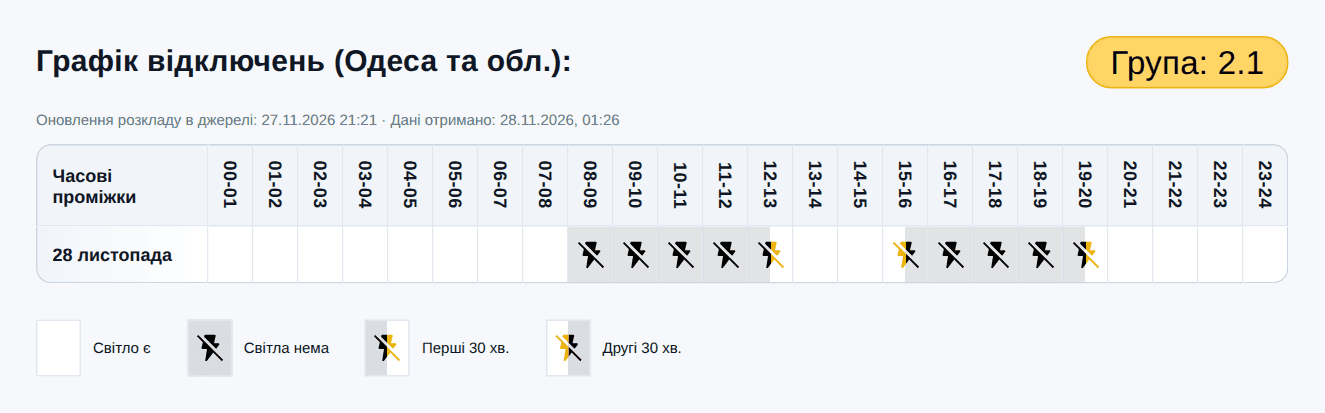 Графік відключень (Одеса та обл.):
Група: 2.1
Оновлення розкладу в джерелі: 27.11.2026 21:21 · Дані отримано: 28.11.2026, 01:26
Часові
проміжки
00-01
01-02
02-03
03-04
04-05
05-06
06-07
07-08
08-09
09-10
10-11
11-12
12-13
13-14
14-15
15-16
16-17
17-18
18-19
19-20
20-21
21-22
22-23
23-24
28 листопада
Світло є
Світла нема
Перші 30 хв.
Другі 30 хв.